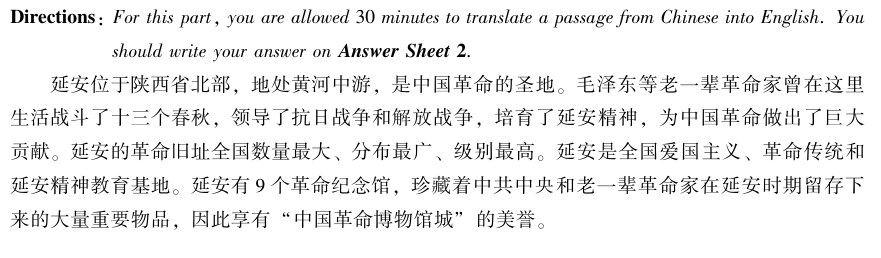 Directions: For this part, you are allowed 30 minutes to translate a passage from Chinese into English. You
should write your answer on Answer Sheet 2.
延安位于陕西省北部，地处黄河中游，是中国革命的圣地。毛泽东等老一辈革命家曾在这里
生活战斗了十三个春秋，领导了抗日战争和解放战争，培育了延安精神，为中国革命做出了巨大
贡献。延安的革命旧址全国数量最大、分布最广、级别最高。延安是全国爱国主义、革命传统和
延安精神教育基地。延安有 9 个革命纪念馆，珍藏着中共中央和老一辈革命家在延安时期留存下
来的大量重要物品，因此享有“中国革命博物馆城”的美誉。